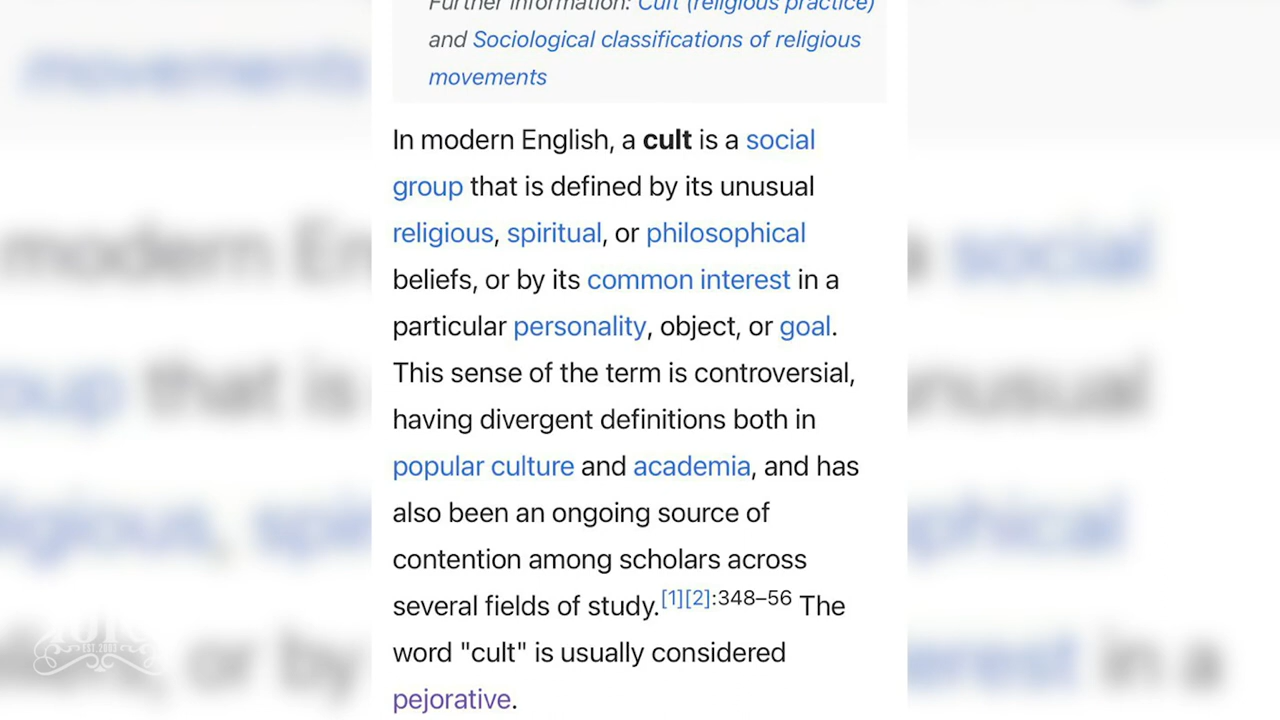 Further information: Cult (religious practice)
and Sociological classifications of religious
movements
In modern English, a cult is a social
group that is defined by its unusual
religious, spiritual, or philosophical
beliefs, or by its common interest in a
particular personality, object, or goal.
This sense of the term is controversial,
having divergent definitions both in
popular culture and academia, and has
also been an ongoing source of
contention among scholars across
several fields of study.[1][2]:348–56 The
word "cult" is usually considered
pejorative.